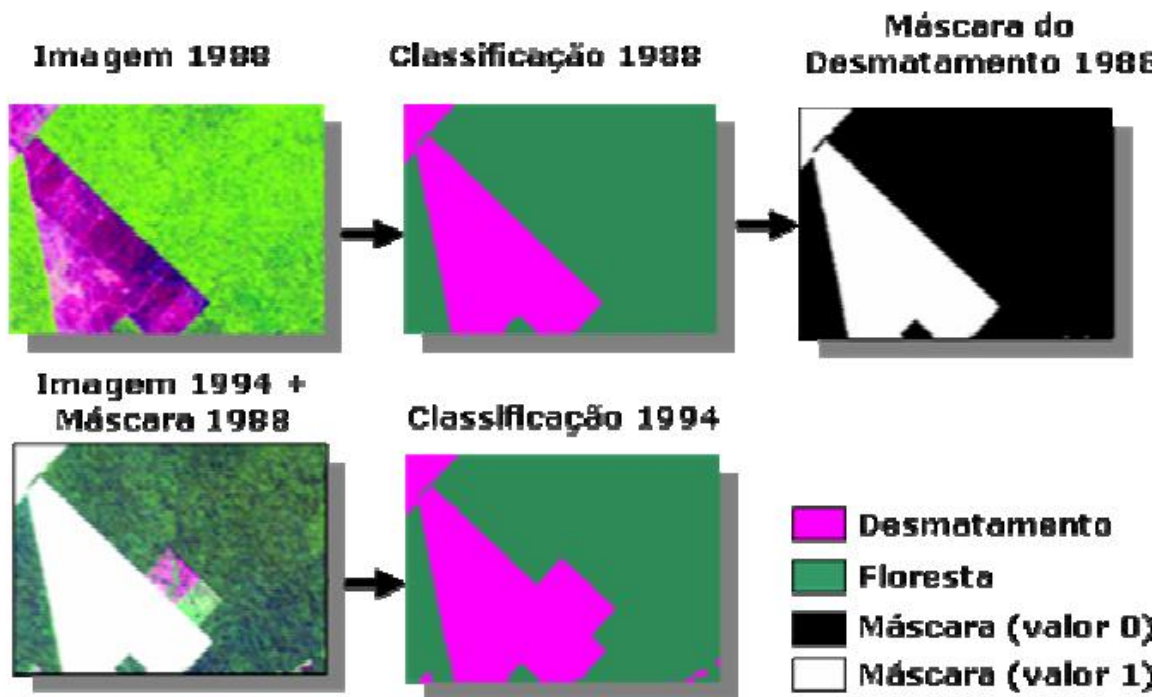 Imagem 1988
Classificação 1988
Máscara do
Desmatamento 1988
Imagem 1994 +
Máscara 1988
Classificação 1994
Desmatamento
Floresta
Máscara (valor 0)
Máscara (valor 1)